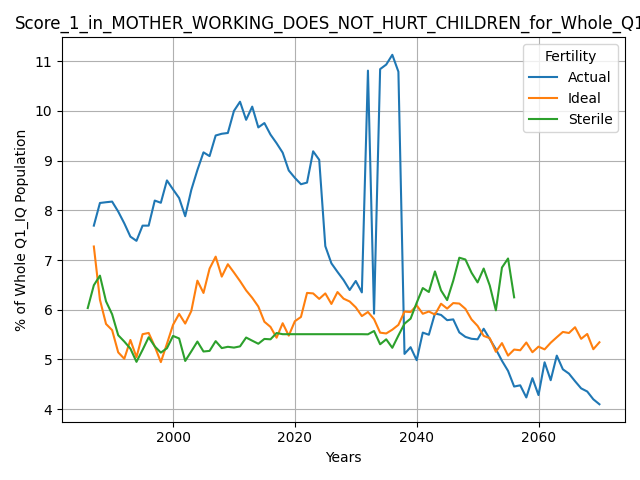 Score_1_in_MOTHER_WORKING_DOES_NOT_HURT_CHILDREN_for_Whole_Q1
Fertility
Actual
Ideal
Sterile
% of Whole Q1_IQ Population
11
10
9
8
7
6
5
4
2000 2020 2040 2060
Years